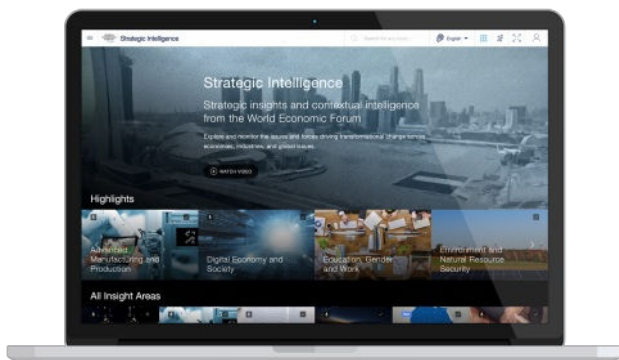 Strategic Intelligence
English
Strategic Intelligence
Strategic insights and contextual intelligence
from the World Economic Forum
Explore and monitor the issues and forces driving transformational change across
economies, industries, and global issues.
WATCH VIDEO
Highlights
Advanced
Manufacturing and
Production
Digital Economy and
Society
Education, Gender
and Work
Environment and
Natural Resource
Security
All Insight Areas